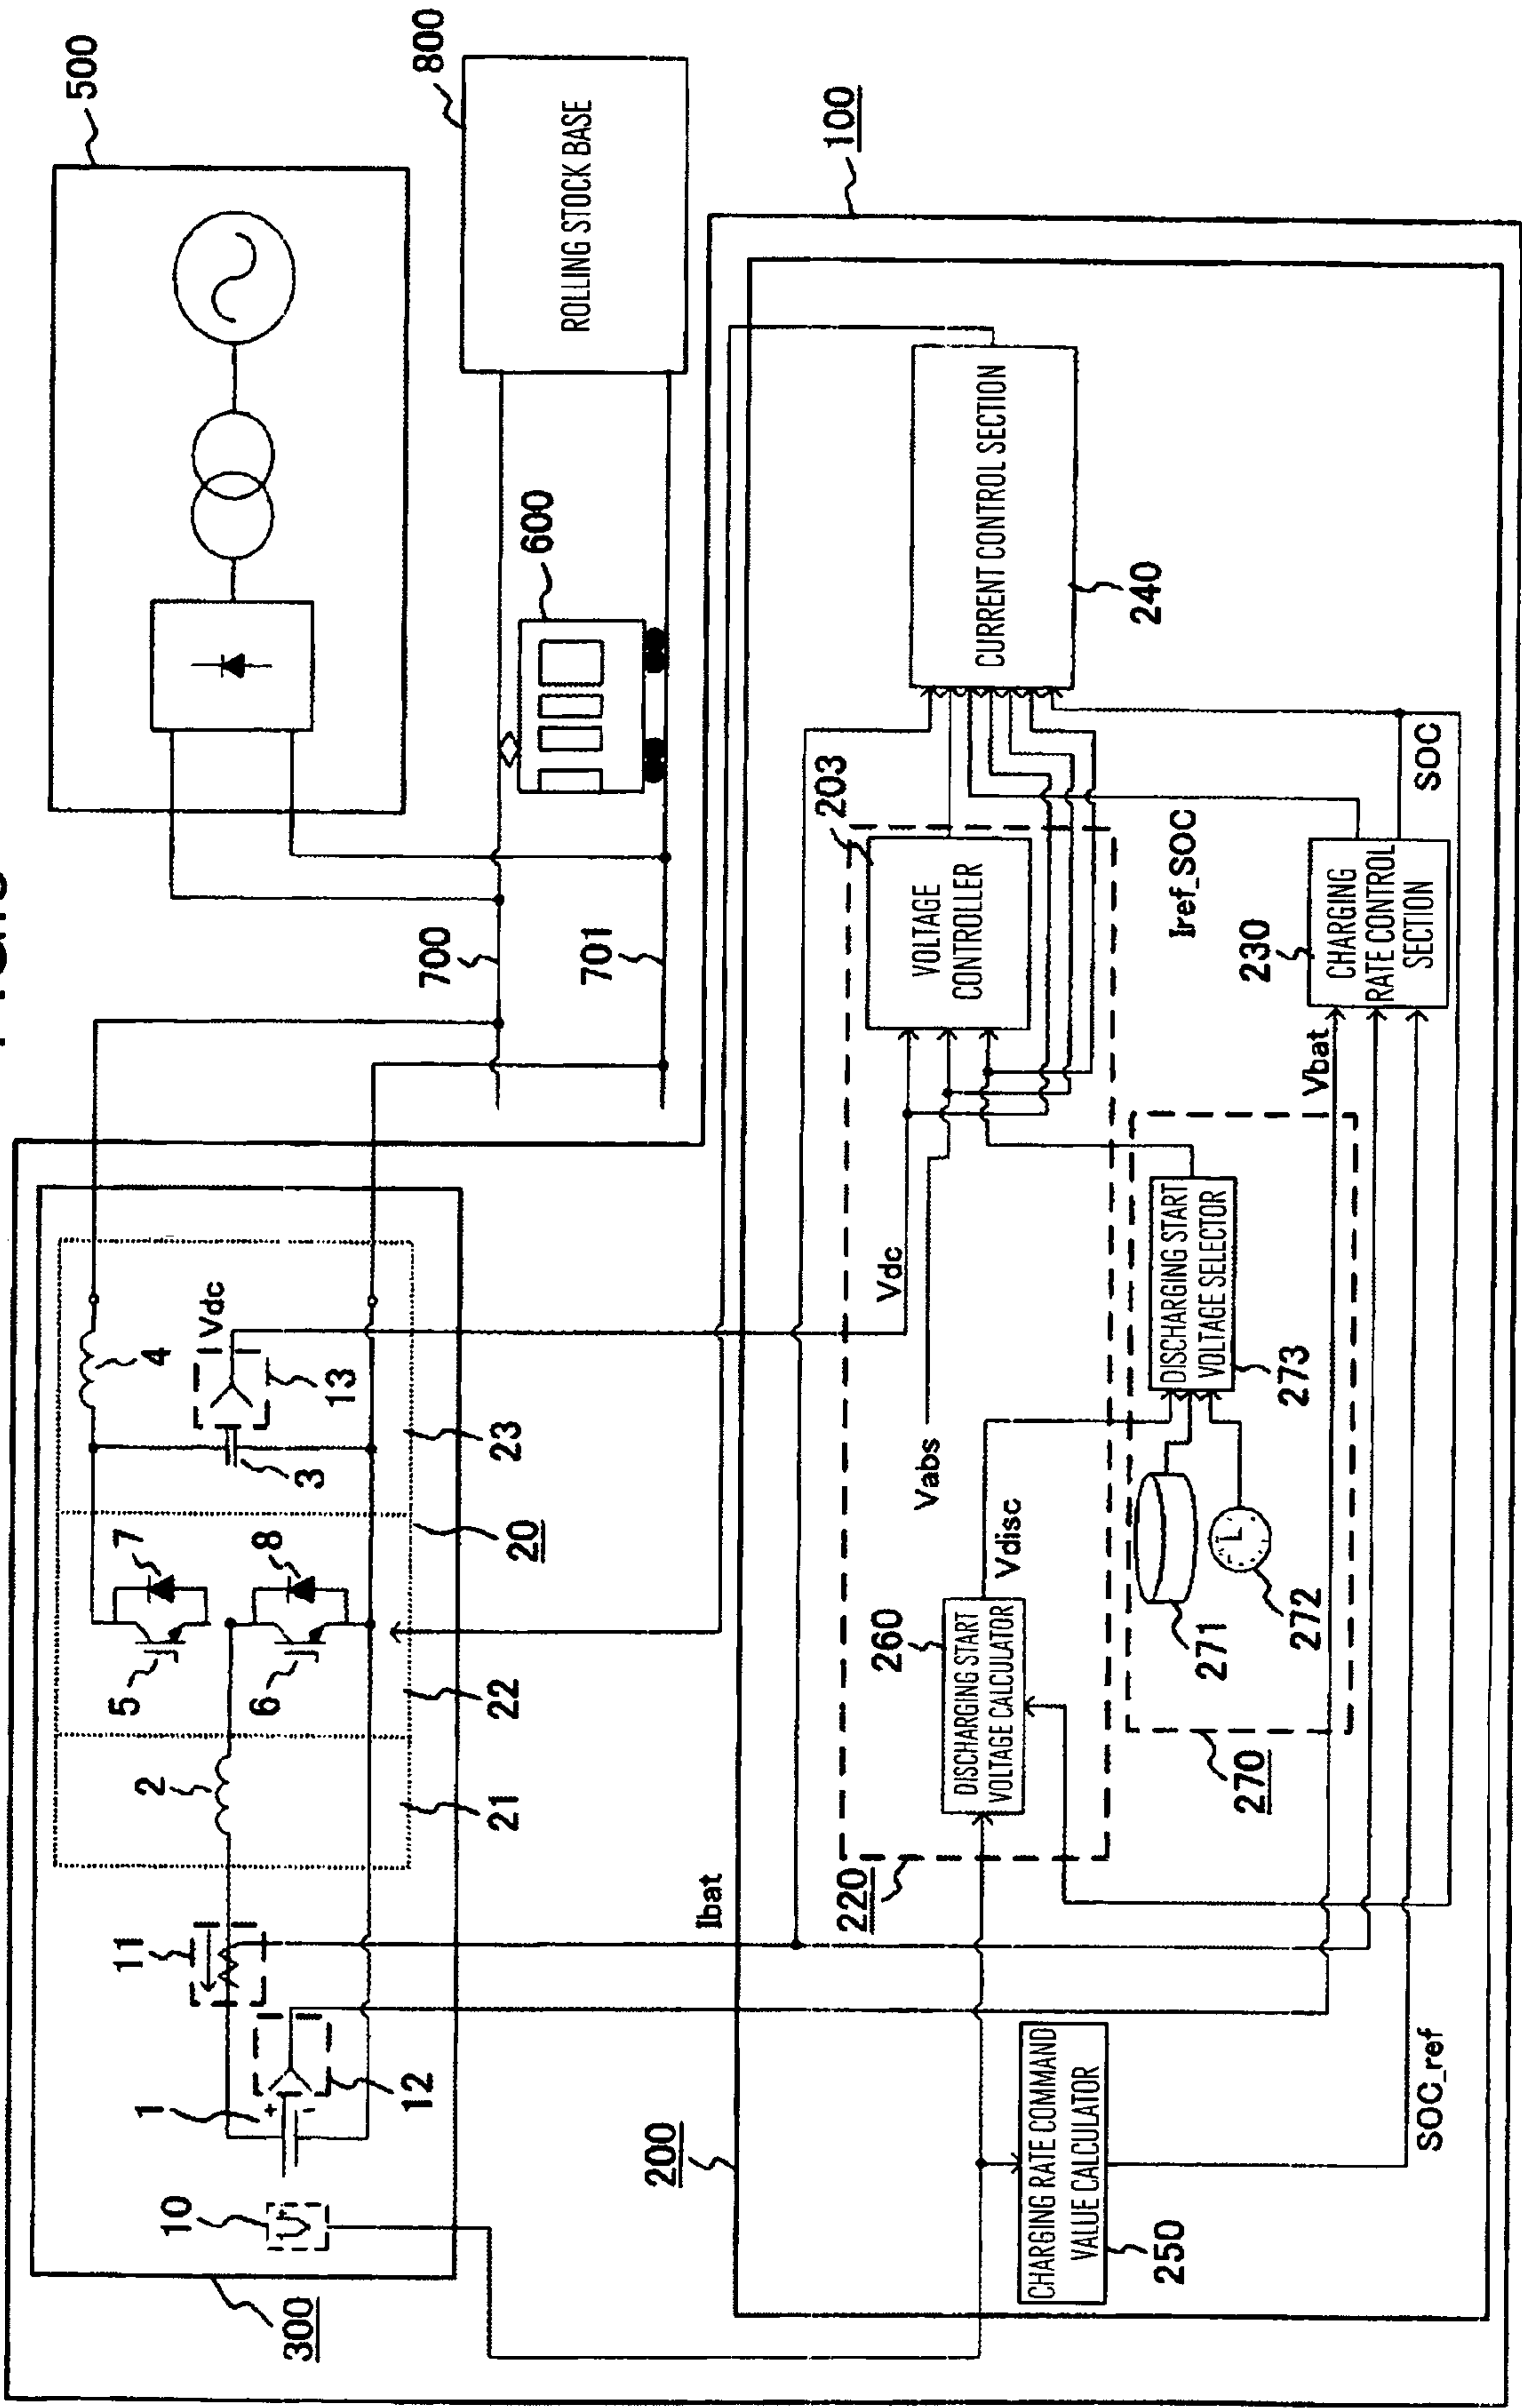 500
800
ROLLING STOCK BASE
600
700
701
100
300
10
1
+
-
12
11
2
21
5
6
7
8
22
20
3
4
Vdc
13
23
Ibat
200
CHARGING RATE COMMAND
VALUE CALCULATOR
250
SOC_ref
220
DISCHARGING START
VOLTAGE CALCULATOR
260
Vdisc
Vabs
Vdc
203
VOLTAGE
CONTROLLER
270
271
272
DISCHARGING START
VOLTAGE SELECTOR
273
Vbat
CHARGING
RATE CONTROL
SECTION
230
Iref_SOC
SOC
CURRENT CONTROL SECTION
240